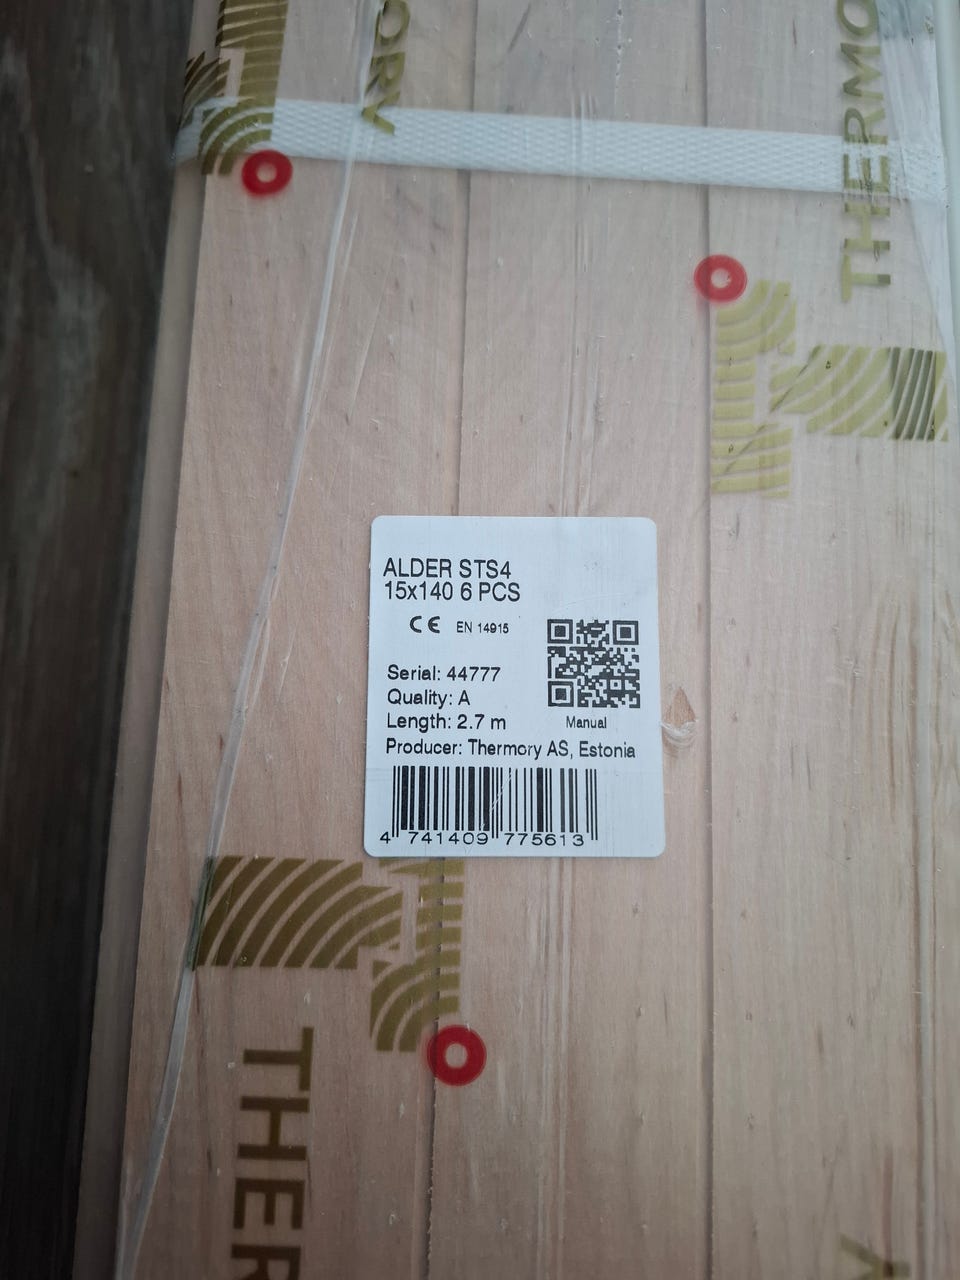 ORY
THERMO
ALDER STS4
15x140 6 PCS
CE EN 14915
Serial: 44777
Quality: A
Length: 2.7 m
Manual
Producer: Thermory AS, Estonia
4 741409 775613
THER